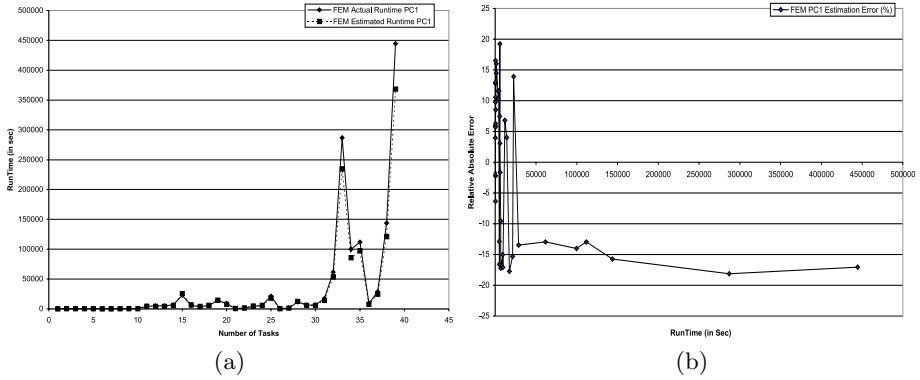 FEM Actual Runtime PC1
FEM Estimated Runtime PC1
500000
450000
400000
350000
300000
250000
200000
150000
100000
50000
0
RunTime (in sec)
0 5 10 15 20 25 30 35 40 45
Number of Tasks
(a)
FEM PC1 Estimation Error (%)
25
20
15
10
5
0
−5
−10
−15
−20
−25
Relative Absolute Error
50000 100000 150000 200000 250000 300000 350000 400000 450000 500000
RunTime (in Sec)
(b)